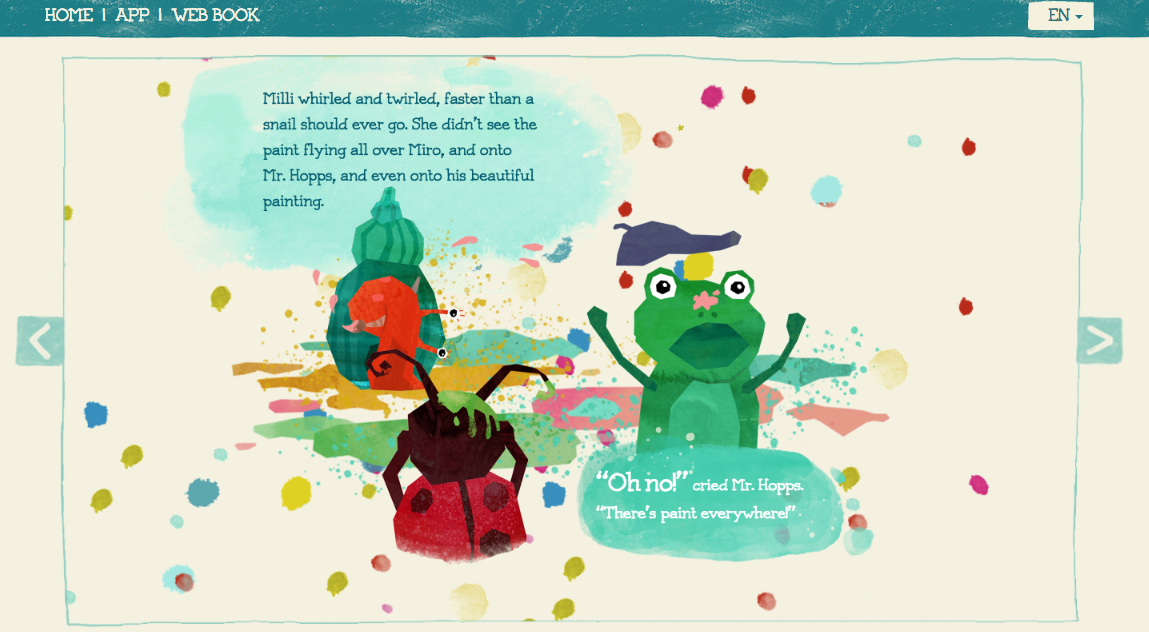 HOME | APP | WEB BOOK
EN
Milli whirled and twirled, faster than a
snail should ever go. She didn't see the
paint flying all over Miro, and onto
Mr. Hopps, and even onto his beautiful
painting.
“Oh no!” cried Mr. Hopps.
“There's paint everywhere!”